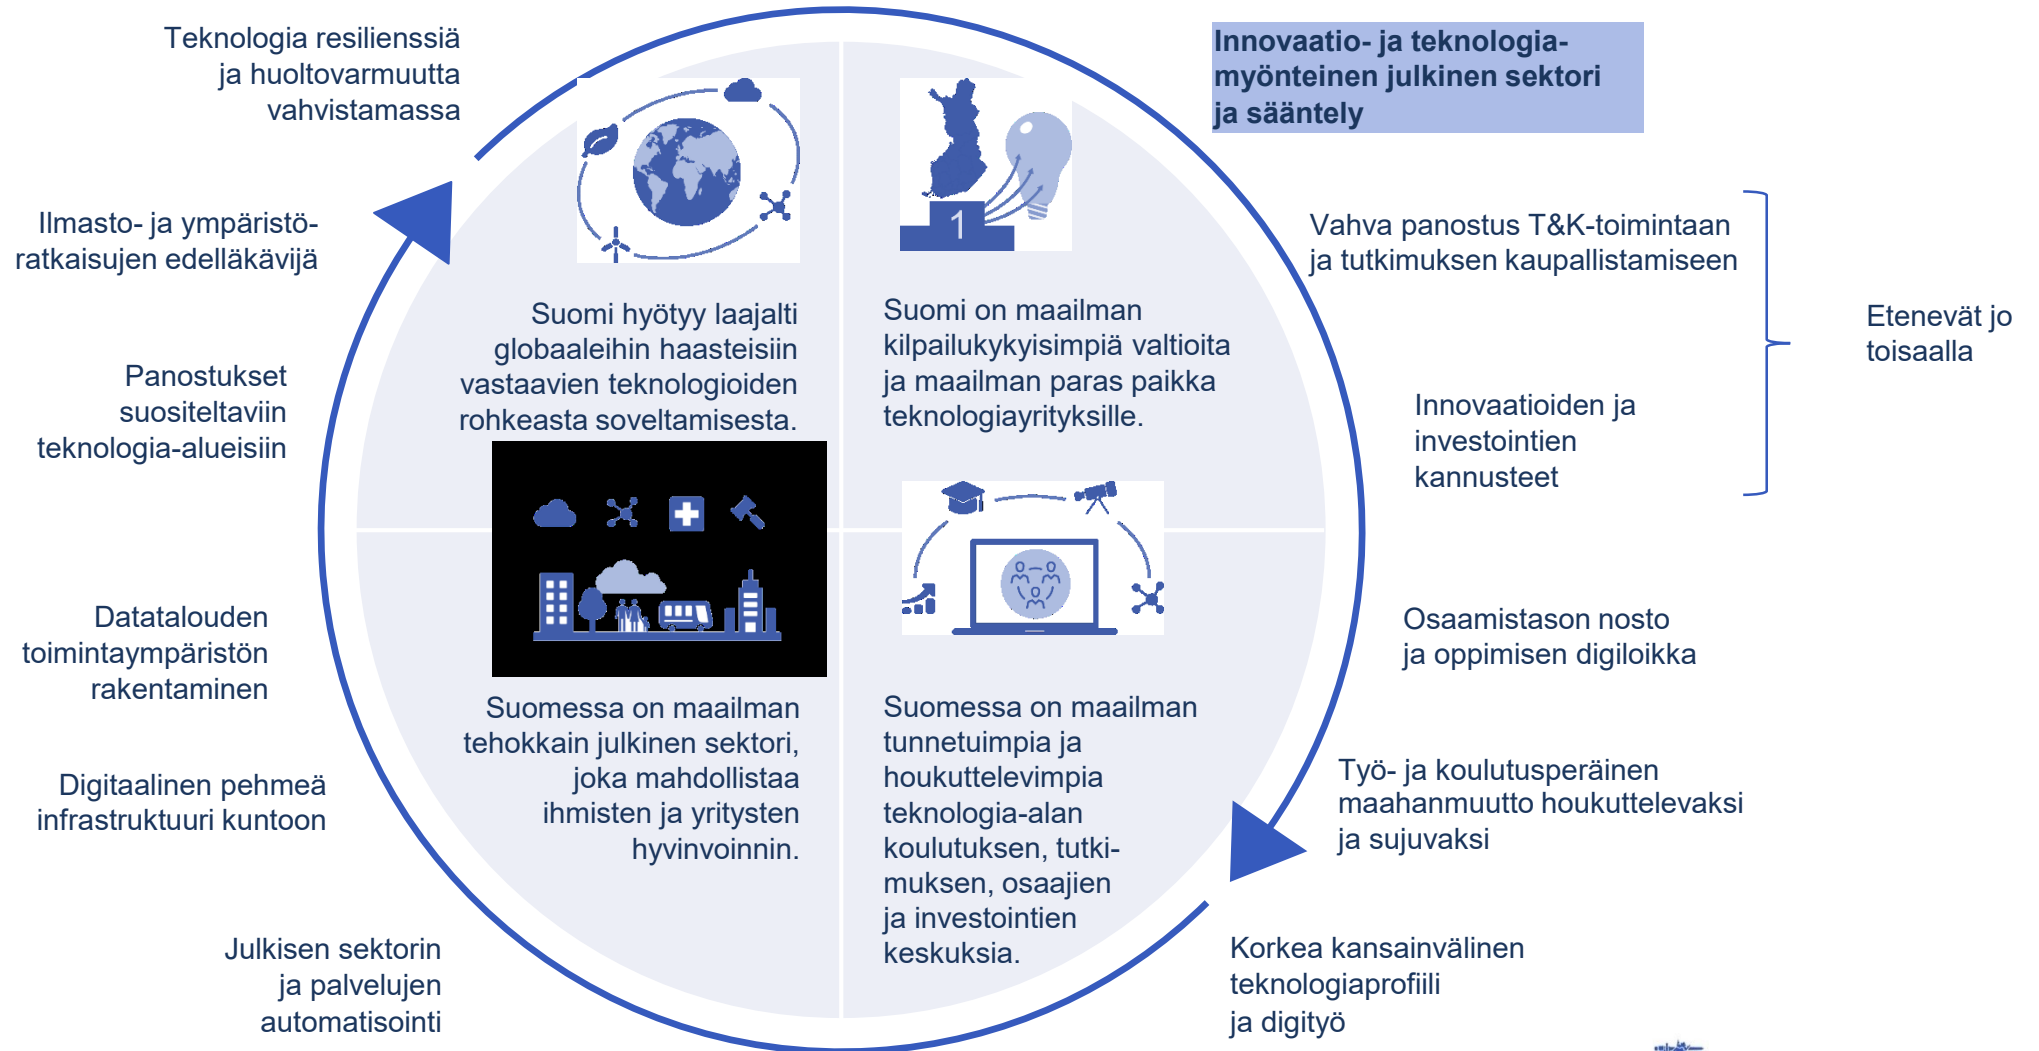 Teknologia resilienssiä
ja huoltovarmuutta
vahvistamassa
Ilmasto- ja ympäristö-
ratkaisujen edelläkävijä
Panostukset
suositeltaviin
teknologia-alueisiin
Datatalouden
toimintaympäristön
rakentaminen
Digitaalinen pehmeä
infrastruktuuri kuntoon
Julkisen sektorin
ja palvelujen
automatisointi
Suomi hyötyy laajalti
globaaleihin haasteisiin
vastaavien teknologioiden
rohkeasta soveltamisesta.
1
Suomi on maailman
kilpailukykyisimpiä valtioita
ja maailman paras paikka
teknologiayrityksille.
Suomessa on maailman
tehokkain julkinen sektori,
joka mahdollistaa
ihmisten ja yritysten
hyvinvoinnin.
Suomessa on maailman
tunnetuimpia ja
houkuttelevimpia
teknologia-alan
koulutuksen, tutki-
muksen, osaajien
ja investointien
keskuksia.
Innovaatio- ja teknologia-
myönteinen julkinen sektori
ja sääntely
Vahva panostus T&K-toimintaan
ja tutkimuksen kaupallistamiseen
Innovaatioiden ja
investointien
kannusteet
Etenevät jo
toisaalla
Osaamistason nosto
ja oppimisen digiloikka
Työ- ja koulutusperäinen
maahanmuutto houkuttelevaksi
ja sujuvaksi
Korkea kansainvälinen
teknologiaprofiili
ja digityö